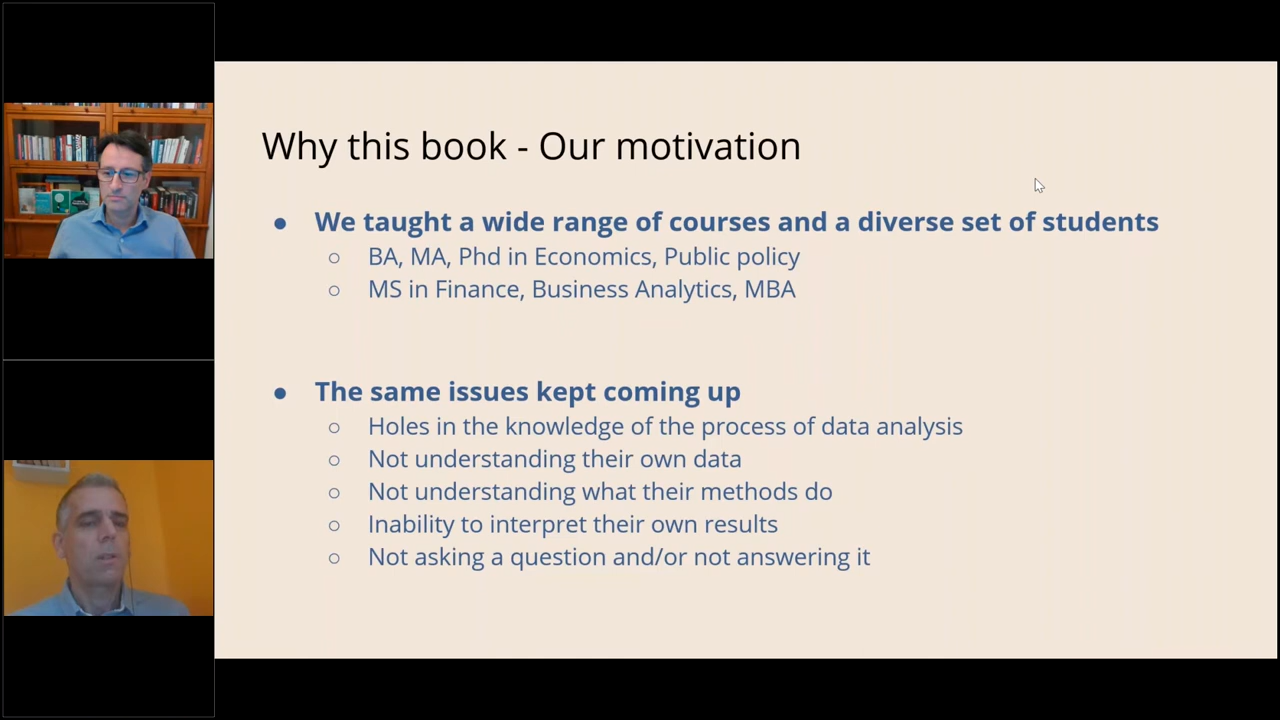 Why this book - Our motivation
● We taught a wide range of courses and a diverse set of students
○ BA, MA, Phd in Economics, Public policy
○ MS in Finance, Business Analytics, MBA
● The same issues kept coming up
○ Holes in the knowledge of the process of data analysis
○ Not understanding their own data
○ Not understanding what their methods do
○ Inability to interpret their own results
○ Not asking a question and/or not answering it